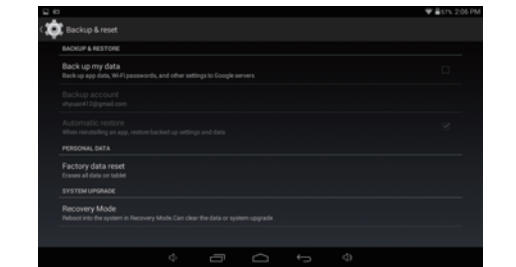 57% 2:06 PM
Backup & reset
BACKUP & RESTORE
Back up my data
Back up app data, Wi-Fi passwords, and other settings to Google servers
Backup account
Automatic restore
When reinstalling an app, restore backed up settings and data
PERSONAL DATA
Factory data reset
Erases all data on tablet
SYSTEM UPGRADE
Recovery Mode
Reboot into the system in Recovery Mode.Can clear the data or system upgrade